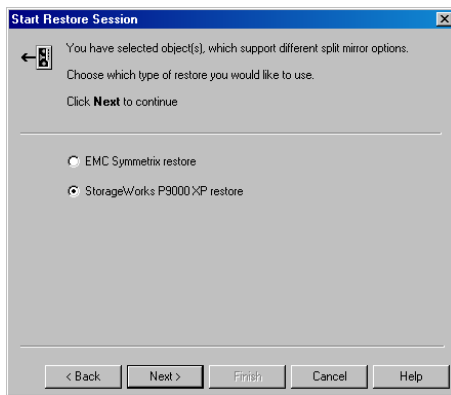 Start Restore Session
You have selected object(s), which support different split mirror options.
Choose which type of restore you would like to use.
Click Next to continue
EMC Symmetrix restore
StorageWorks P9000 XP restore
< Back Next > Finish Cancel Help